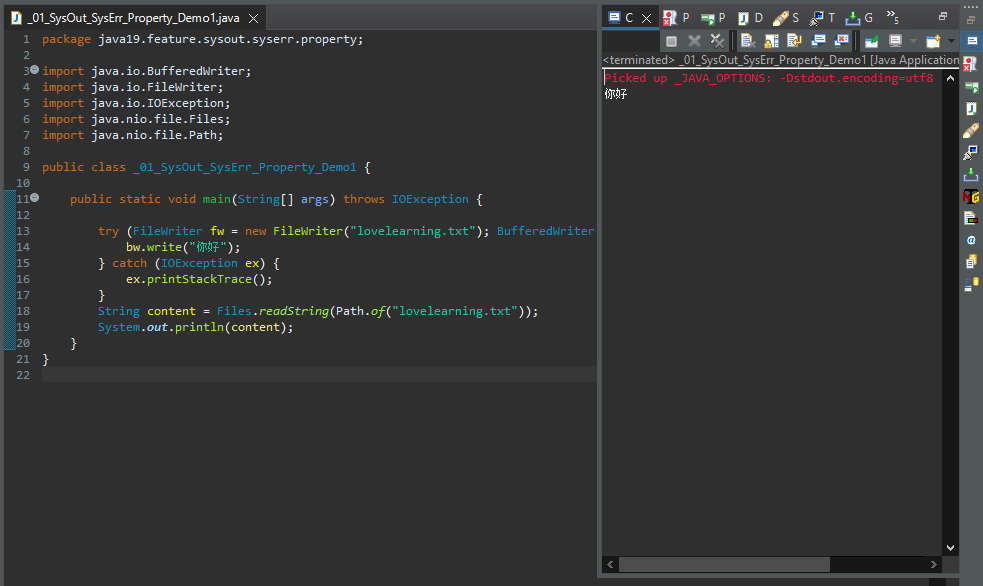 _01_SysOut_SysErr_Property_Demo1.java
1 package java19.feature.sysout.syserr.property;
2
3 import java.io.BufferedWriter;
4 import java.io.FileWriter;
5 import java.io.IOException;
6 import java.nio.file.Files;
7 import java.nio.file.Path;
8
9 public class _01_SysOut_SysErr_Property_Demo1 {
10
11 public static void main(String[] args) throws IOException {
12
13 try (FileWriter fw = new FileWriter("lovelearning.txt"); BufferedWriter
14 bw.write("你好");
15 } catch (IOException ex) {
16 ex.printStackTrace();
17 }
18 String content = Files.readString(Path.of("lovelearning.txt"));
19 System.out.println(content);
20 }
21 }
22
C P P D S T G »5
<terminated> _01_SysOut_SysErr_Property_Demo1 [Java Application
Picked up _JAVA_OPTIONS: -Dstdout.encoding=utf8
你好